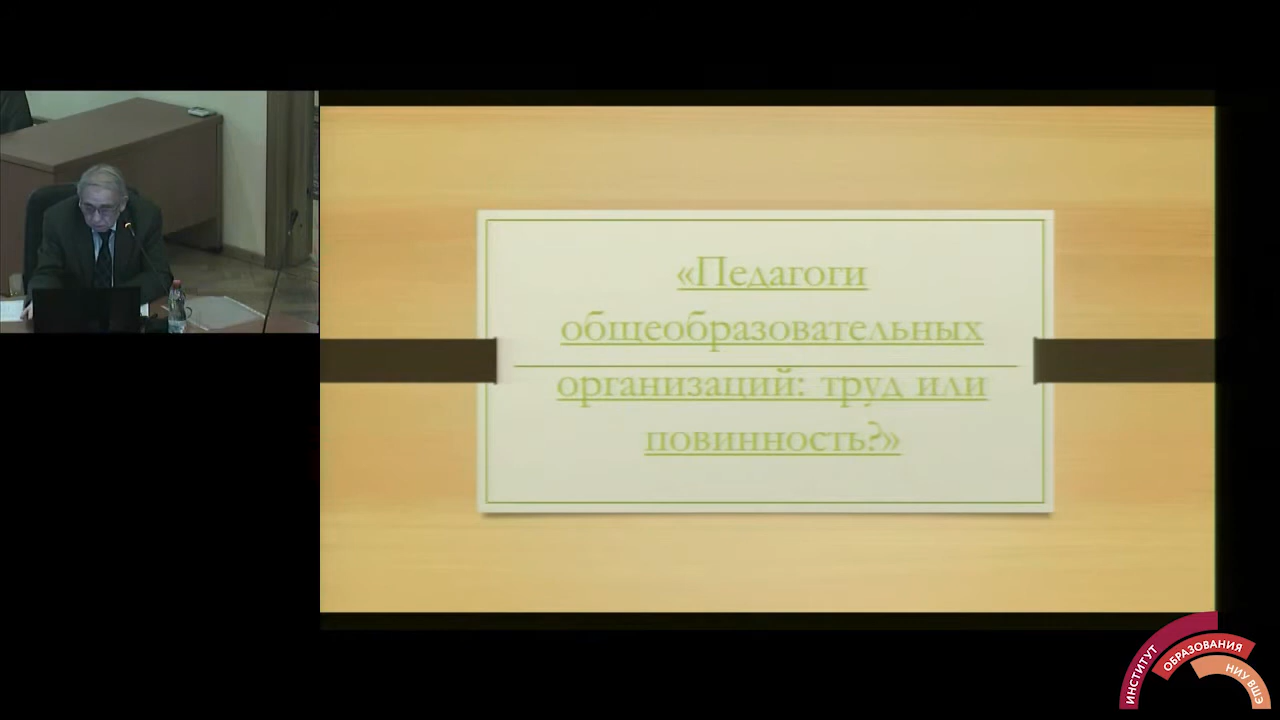 «Педагоги
общеобразовательных
организаций: труд или
повинность?»
ИНСТИТУТ
ОБРАЗОВАНИЯ
НИУ ВШЭ